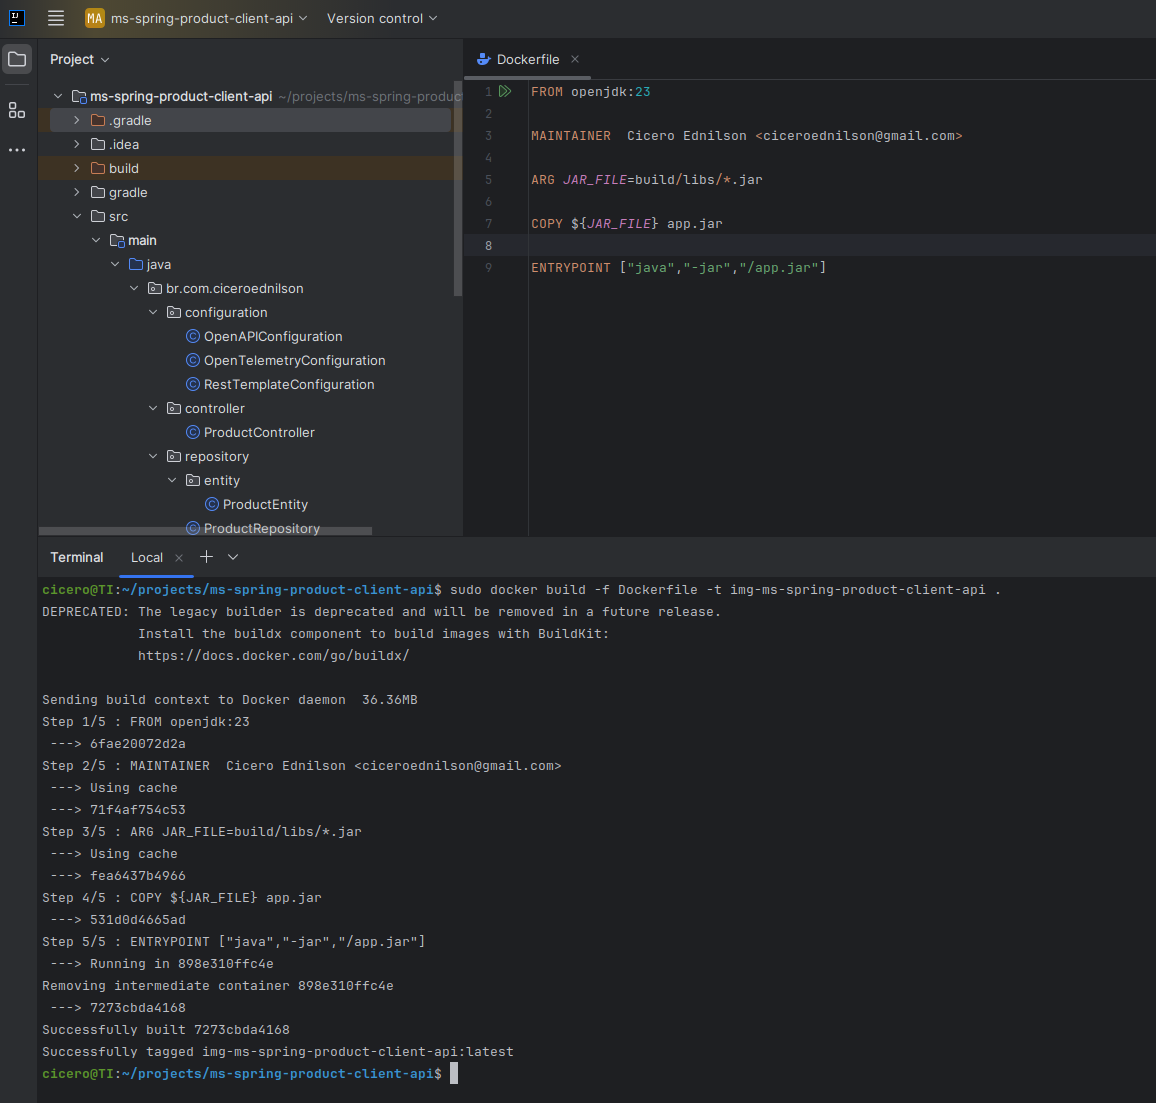 MA ms-spring-product-client-api Version control
Project
ms-spring-product-client-api ~/projects/ms-spring-produc
.gradle
.idea
build
gradle
src
main
java
br.com.ciceroednilson
configuration
OpenAPIConfiguration
OpenTelemetryConfiguration
RestTemplateConfiguration
controller
ProductController
repository
entity
ProductEntity
ProductRepository
Dockerfile
1 FROM openjdk:23
2
3 MAINTAINER  Cicero Ednilson <ciceroednilson@gmail.com>
4
5 ARG JAR_FILE=build/libs/*.jar
6
7 COPY ${JAR_FILE} app.jar
8
9 ENTRYPOINT ["java","-jar","/app.jar"]
Terminal Local
cicero@TI:~/projects/ms-spring-product-client-api$ sudo docker build -f Dockerfile -t img-ms-spring-product-client-api .
DEPRECATED: The legacy builder is deprecated and will be removed in a future release.
Install the buildx component to build images with BuildKit:
https://docs.docker.com/go/buildx/
Sending build context to Docker daemon  36.36MB
Step 1/5 : FROM openjdk:23
---> 6fae20072d2a
Step 2/5 : MAINTAINER  Cicero Ednilson <ciceroednilson@gmail.com>
---> Using cache
---> 71f4af754c53
Step 3/5 : ARG JAR_FILE=build/libs/*.jar
---> Using cache
---> fea6437b4966
Step 4/5 : COPY ${JAR_FILE} app.jar
---> 531d0d4665ad
Step 5/5 : ENTRYPOINT ["java","-jar","/app.jar"]
---> Running in 898e310ffc4e
Removing intermediate container 898e310ffc4e
---> 7273cbda4168
Successfully built 7273cbda4168
Successfully tagged img-ms-spring-product-client-api:latest
cicero@TI:~/projects/ms-spring-product-client-api$